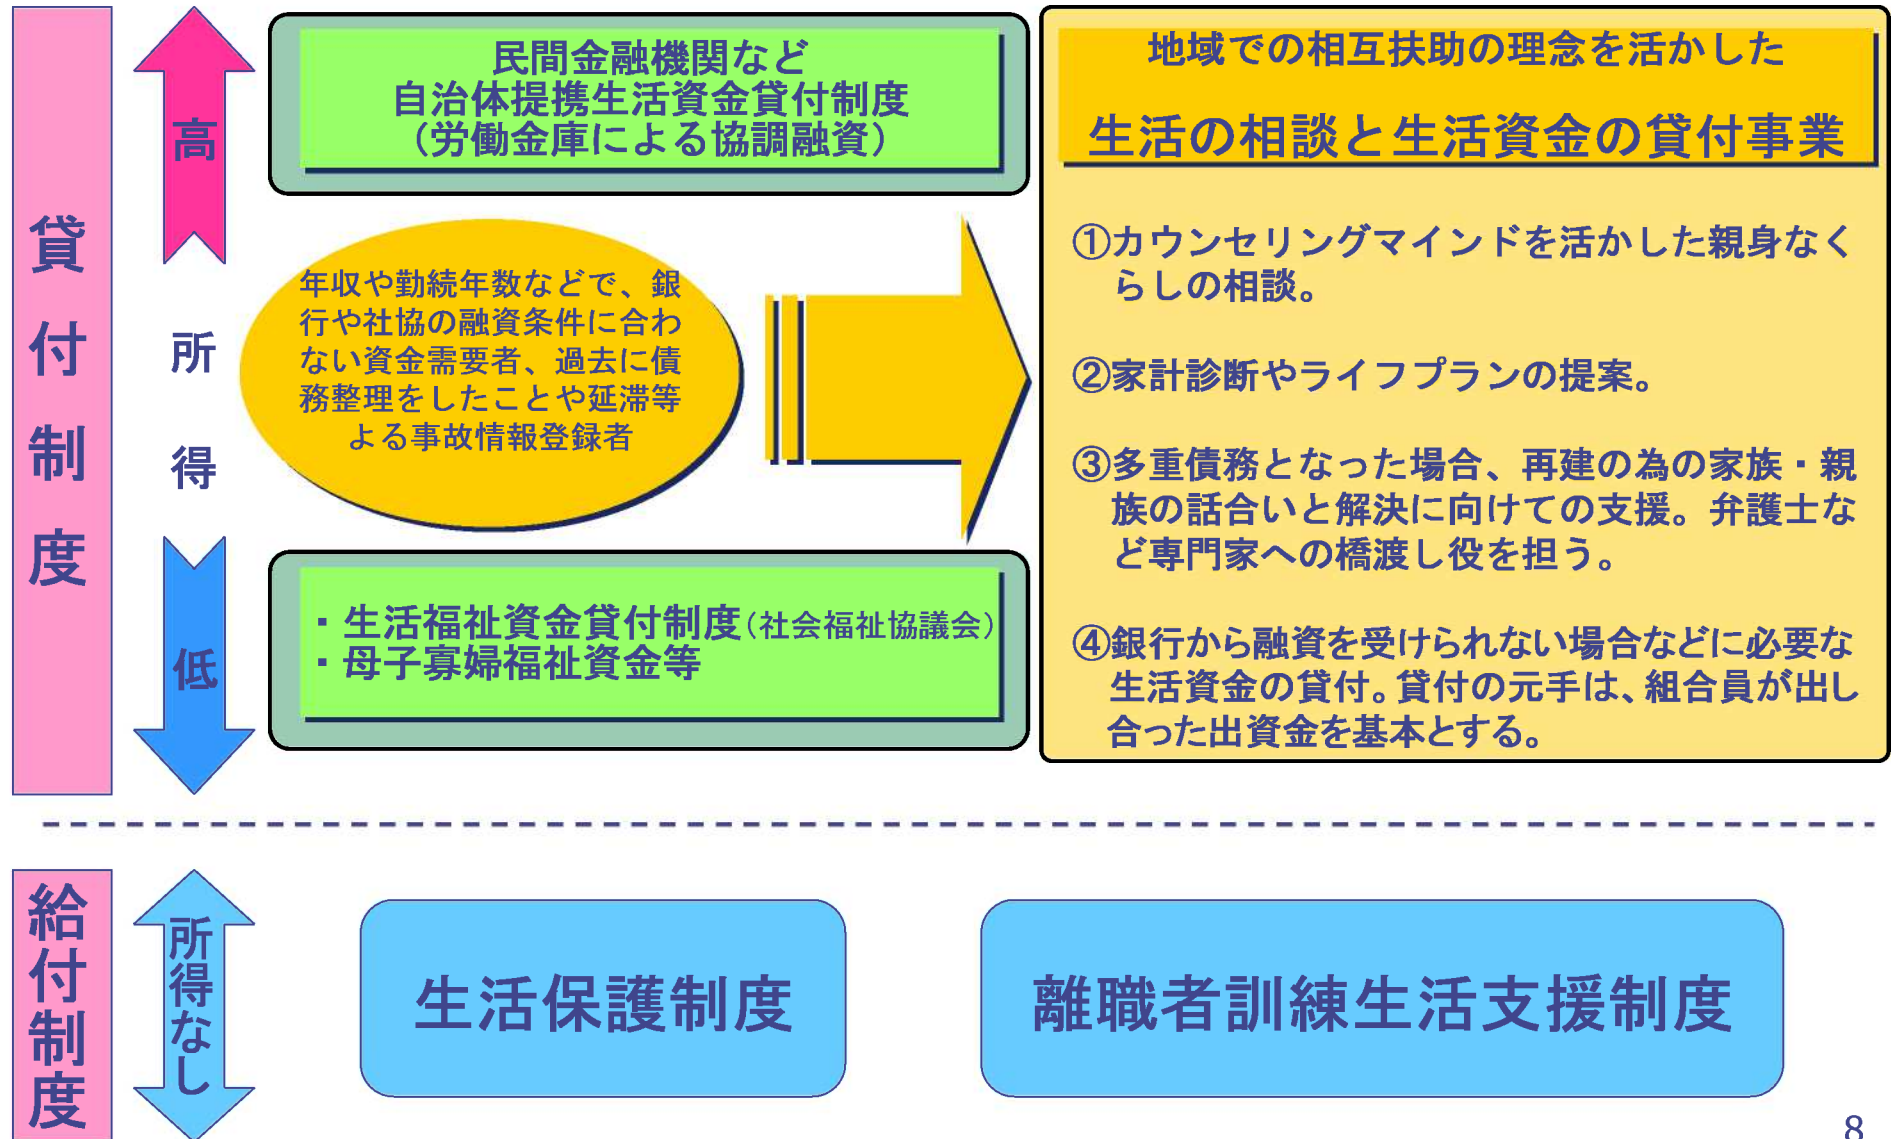 貸付制度
高
所得
低
民間金融機関など
自治体提携生活資金貸付制度
（労働金庫による協調融資）
年収や勤続年数などで、銀
行や社協の融資条件に合わ
ない資金需要者、過去に債
務整理をしたことや延滞等
よる事故情報登録者
・生活福祉資金貸付制度（社会福祉協議会）
・母子寡婦福祉資金等
地域での相互扶助の理念を活かした
生活の相談と生活資金の貸付事業
①カウンセリングマインドを活かした親身なく
らしの相談。
②家計診断やライフプランの提案。
③多重債務となった場合、再建の為の家族・親
族の話合いと解決に向けての支援。弁護士な
ど専門家への橋渡し役を担う。
④銀行から融資を受けられない場合などに必要な
生活資金の貸付。貸付の元手は、組合員が出し
合った出資金を基本とする。
給付制度
所得なし
生活保護制度
離職者訓練生活支援制度
8